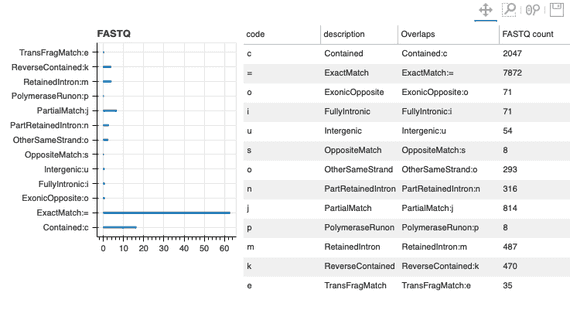 FASTQ
TransFragMatch:e
ReverseContained:k
RetainedIntron:m
PolymeraseRunon:p
PartialMatch:j
PartRetainedIntron:n
OtherSameStrand:o
OppositeMatch:s
Intergenic:u
FullyIntronic:i
ExonicOpposite:o
ExactMatch:=
Contained:c
0 10 20 30 40 50 60
code description Overlaps FASTQ count
c Contained Contained:c 2047
= ExactMatch ExactMatch:= 7872
o ExonicOpposite ExonicOpposite:o 71
i FullyIntronic FullyIntronic:i 71
u Intergenic Intergenic:u 54
s OppositeMatch OppositeMatch:s 8
o OtherSameStrand OtherSameStrand:o 293
n PartRetainedIntron PartRetainedIntron:n 316
j PartialMatch PartialMatch:j 814
p PolymeraseRunon PolymeraseRunon:p 8
m RetainedIntron RetainedIntron:m 487
k ReverseContained ReverseContained:k 470
e TransFragMatch TransFragMatch:e 35